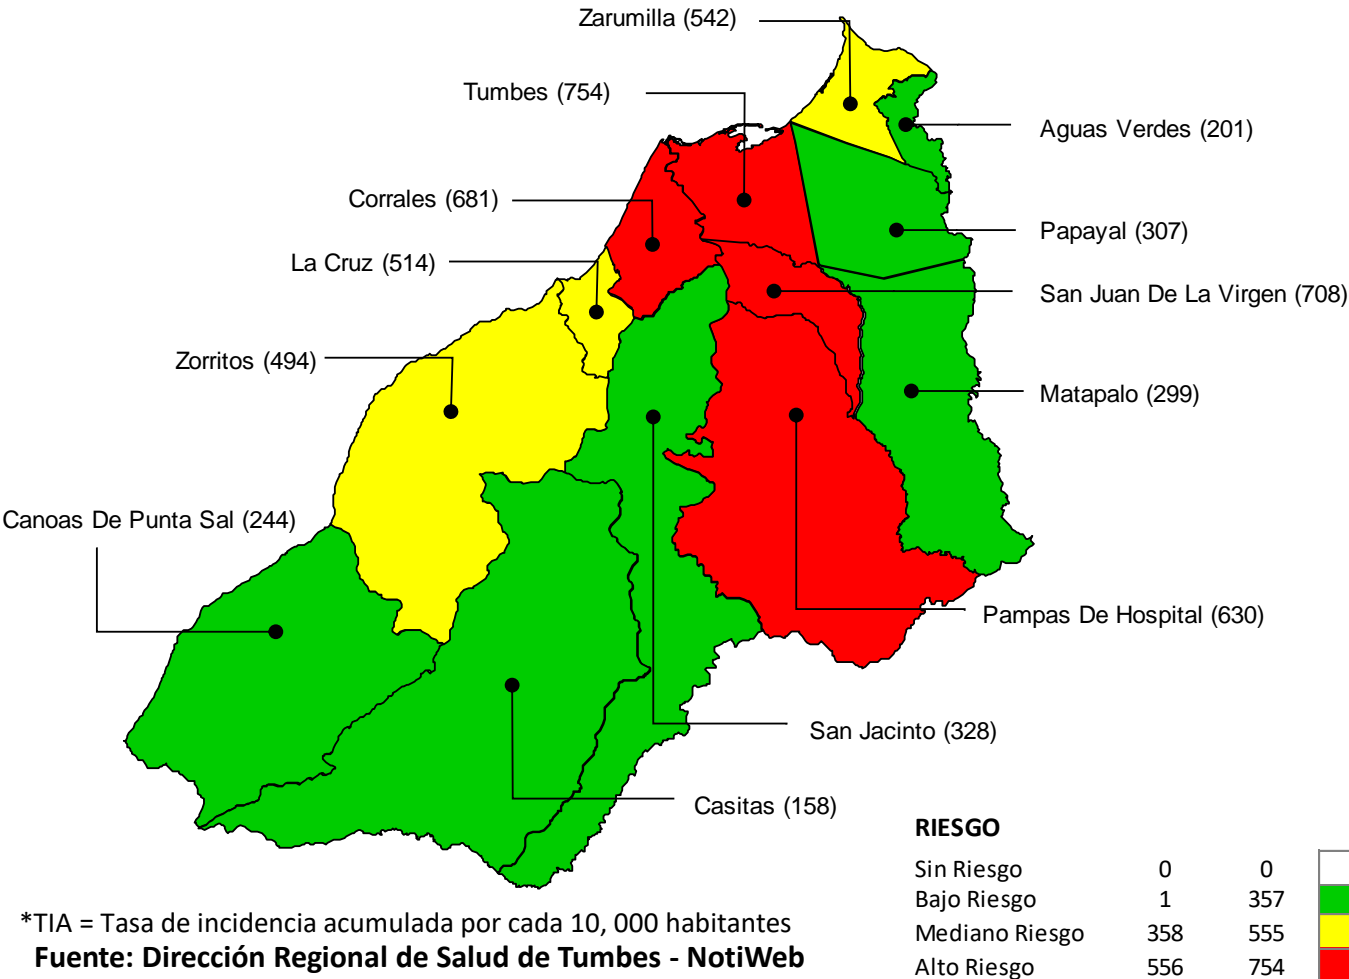 Zarumilla (542)
Tumbes (754)
Aguas Verdes (201)
Corrales (681)
Papayal (307)
La Cruz (514)
San Juan De La Virgen (708)
Zorritos (494)
Matapalo (299)
Canoas De Punta Sal (244)
Pampas De Hospital (630)
San Jacinto (328)
Casitas (158)
RIESGO
Sin Riesgo 0 0
Bajo Riesgo 1 357
Mediano Riesgo 358 555
Alto Riesgo 556 754
*TIA = Tasa de incidencia acumulada por cada 10, 000 habitantes
Fuente: Dirección Regional de Salud de Tumbes - NotiWeb